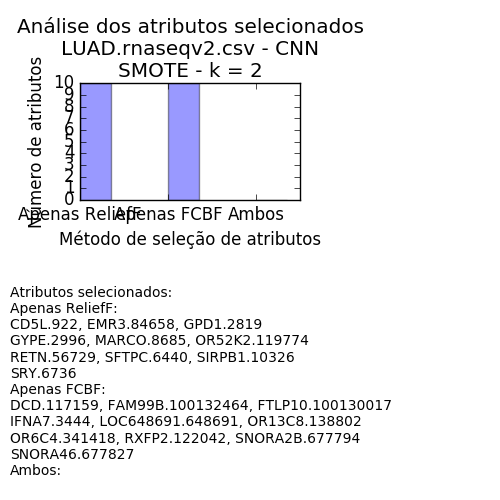 Análise dos atributos selecionados
LUAD.rnaseqv2.csv - CNN
SMOTE - k = 2
10
9
8
7
6
5
4
3
2
1
0
Número de atributos
Apenas ReliefF
Apenas FCBF
Ambos
Método de seleção de atributos
Atributos selecionados:
Apenas ReliefF:
CD5L.922, EMR3.84658, GPD1.2819
GYPE.2996, MARCO.8685, OR52K2.119774
RETN.56729, SFTPC.6440, SIRPB1.10326
SRY.6736
Apenas FCBF:
DCD.117159, FAM99B.100132464, FTLP10.100130017
IFNA7.3444, LOC648691.648691, OR13C8.138802
OR6C4.341418, RXFP2.122042, SNORA2B.677794
SNORA46.677827
Ambos: